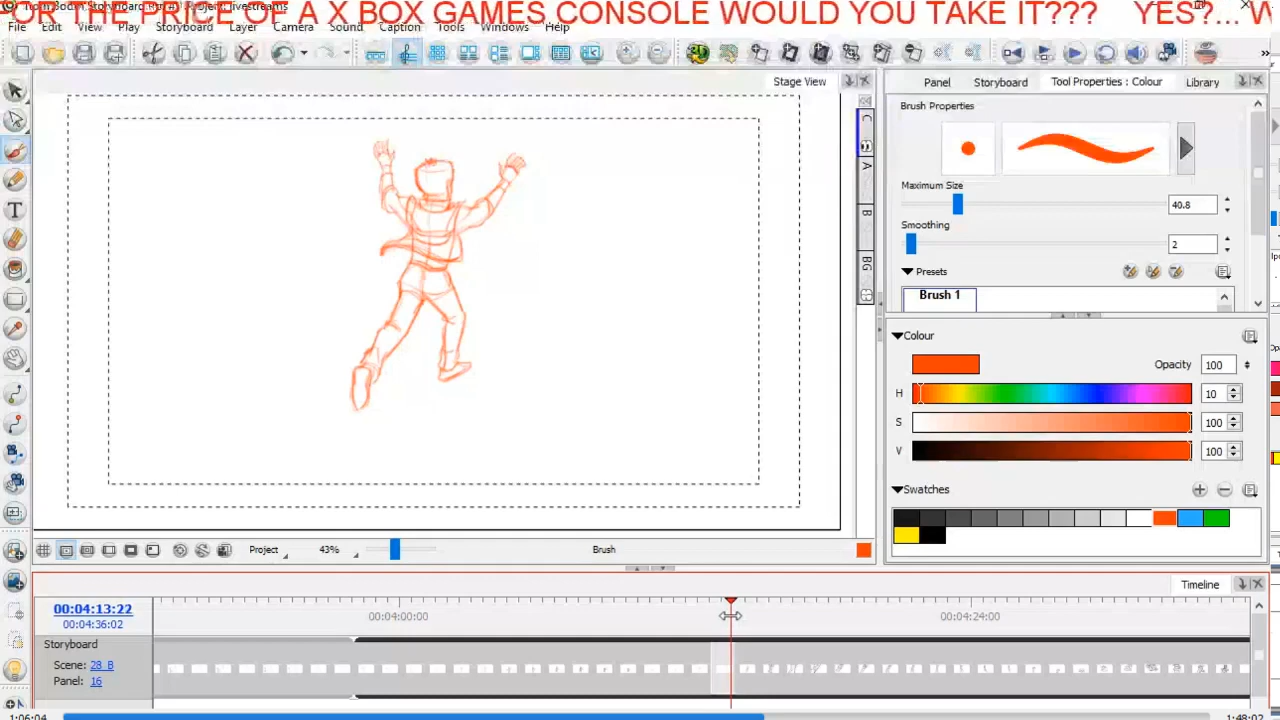 FOR THE PRICE OF A X BOX GAMES CONSOLE WOULD YOU TAKE IT??? YES?... W
File Edit View Play Storyboard Layer Camera Sound Caption Tools Windows Help
Stage View
Panel Storyboard Tool Properties : Colour Library
Brush Properties
Maximum Size
40.8
Smoothing
2
Presets
Brush 1
Colour
Opacity 100
H 10
S 100
V 100
Swatches
C
A
B
BG
T
Project 43% Brush
Timeline
00:04:13:22
00:04:36:02
00:04:00:00 00:04:24:00
Storyboard
Scene: 28_B
Panel: 16
1:06:04 1:48:02